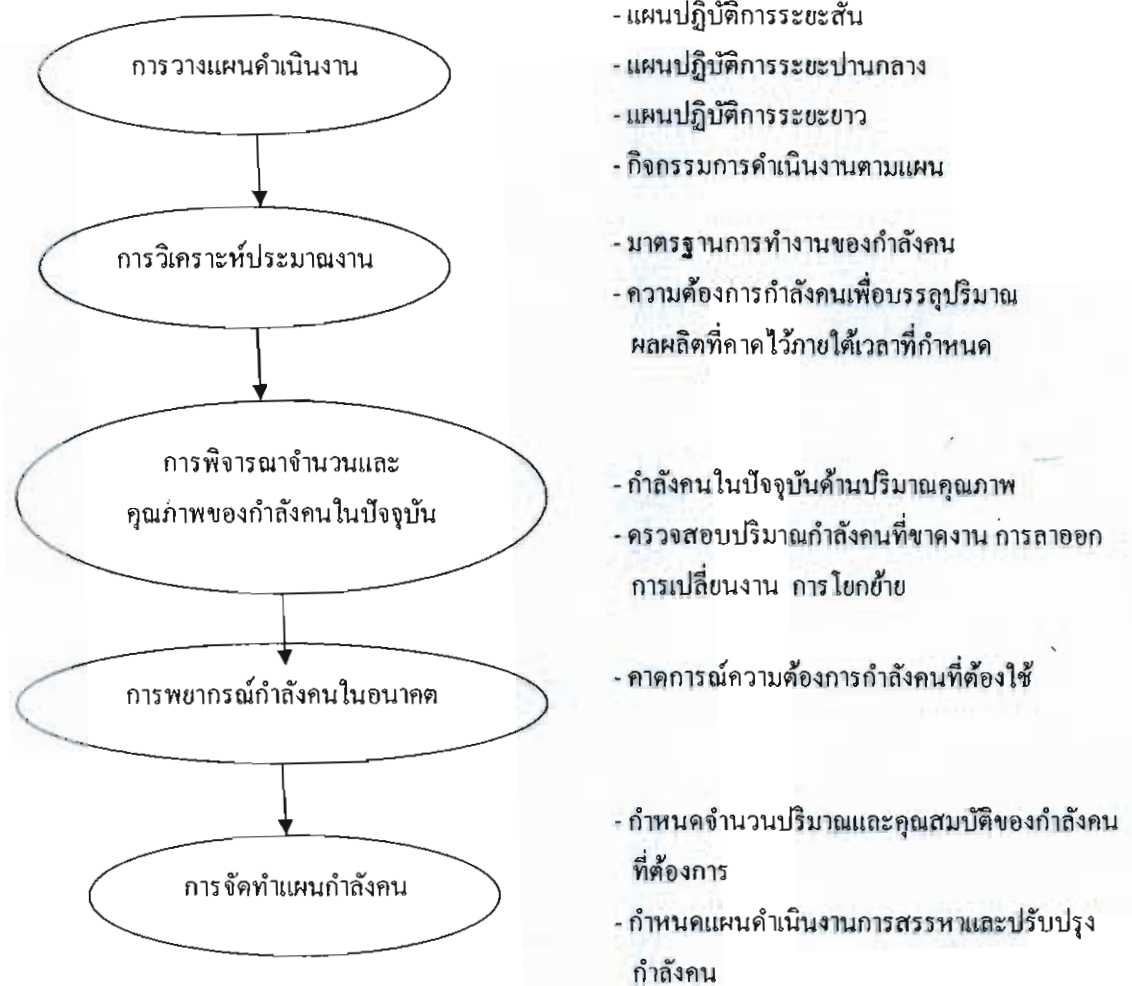 การวางแผนดำเนินงาน
- แผนปฏิบัติการระยะสั้น
- แผนปฏิบัติการระยะปานกลาง
- แผนปฏิบัติการระยะยาว
- กิจกรรมการดำเนินงานตามแผน
การวิเคราะห์ประมาณงาน
- มาตรฐานการทำงานของกำลังคน
- ความต้องการกำลังคนเพื่อบรรลุปริมาณ
ผลผลิตที่คาดไว้ภายใต้เวลาที่กำหนด
การพิจารณาจำนวนและ
คุณภาพของกำลังคนในปัจจุบัน
- กำลังคนในปัจจุบันด้านปริมาณคุณภาพ
- ตรวจสอบปริมาณกำลังคนที่ขาดงาน การลาออก
การเปลี่ยนงาน การโยกย้าย
การพยากรณ์กำลังคนในอนาคต
- คาดการณ์ความต้องการกำลังคนที่ต้องใช้
การจัดทำแผนกำลังคน
- กำหนดจำนวนปริมาณและคุณสมบัติของกำลังคน
ที่ต้องการ
- กำหนดแผนดำเนินงานการสรรหาและปรับปรุง
กำลังคน